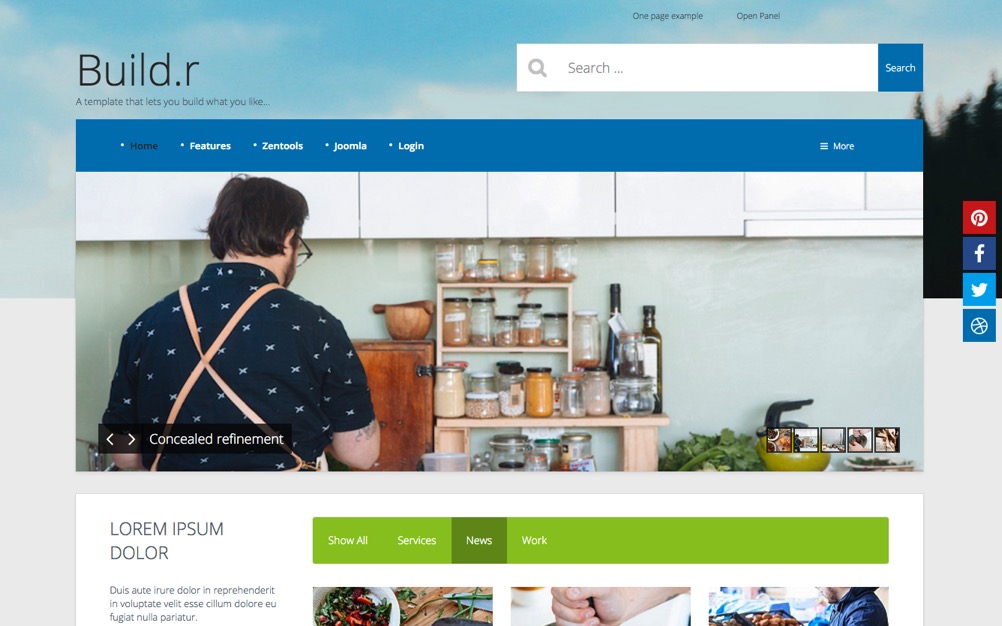 One page example
Open Panel
Build.r
A template that lets you build what you like...
Search ...
Search
Home
Features
Zentools
Joomla
Login
More
Concealed refinement
LOREM IPSUM
DOLOR
Duis aute irure dolor in reprehenderit
in voluptate velit esse cillum dolore eu
fugiat nulla pariatur.
Show All
Services
News
Work